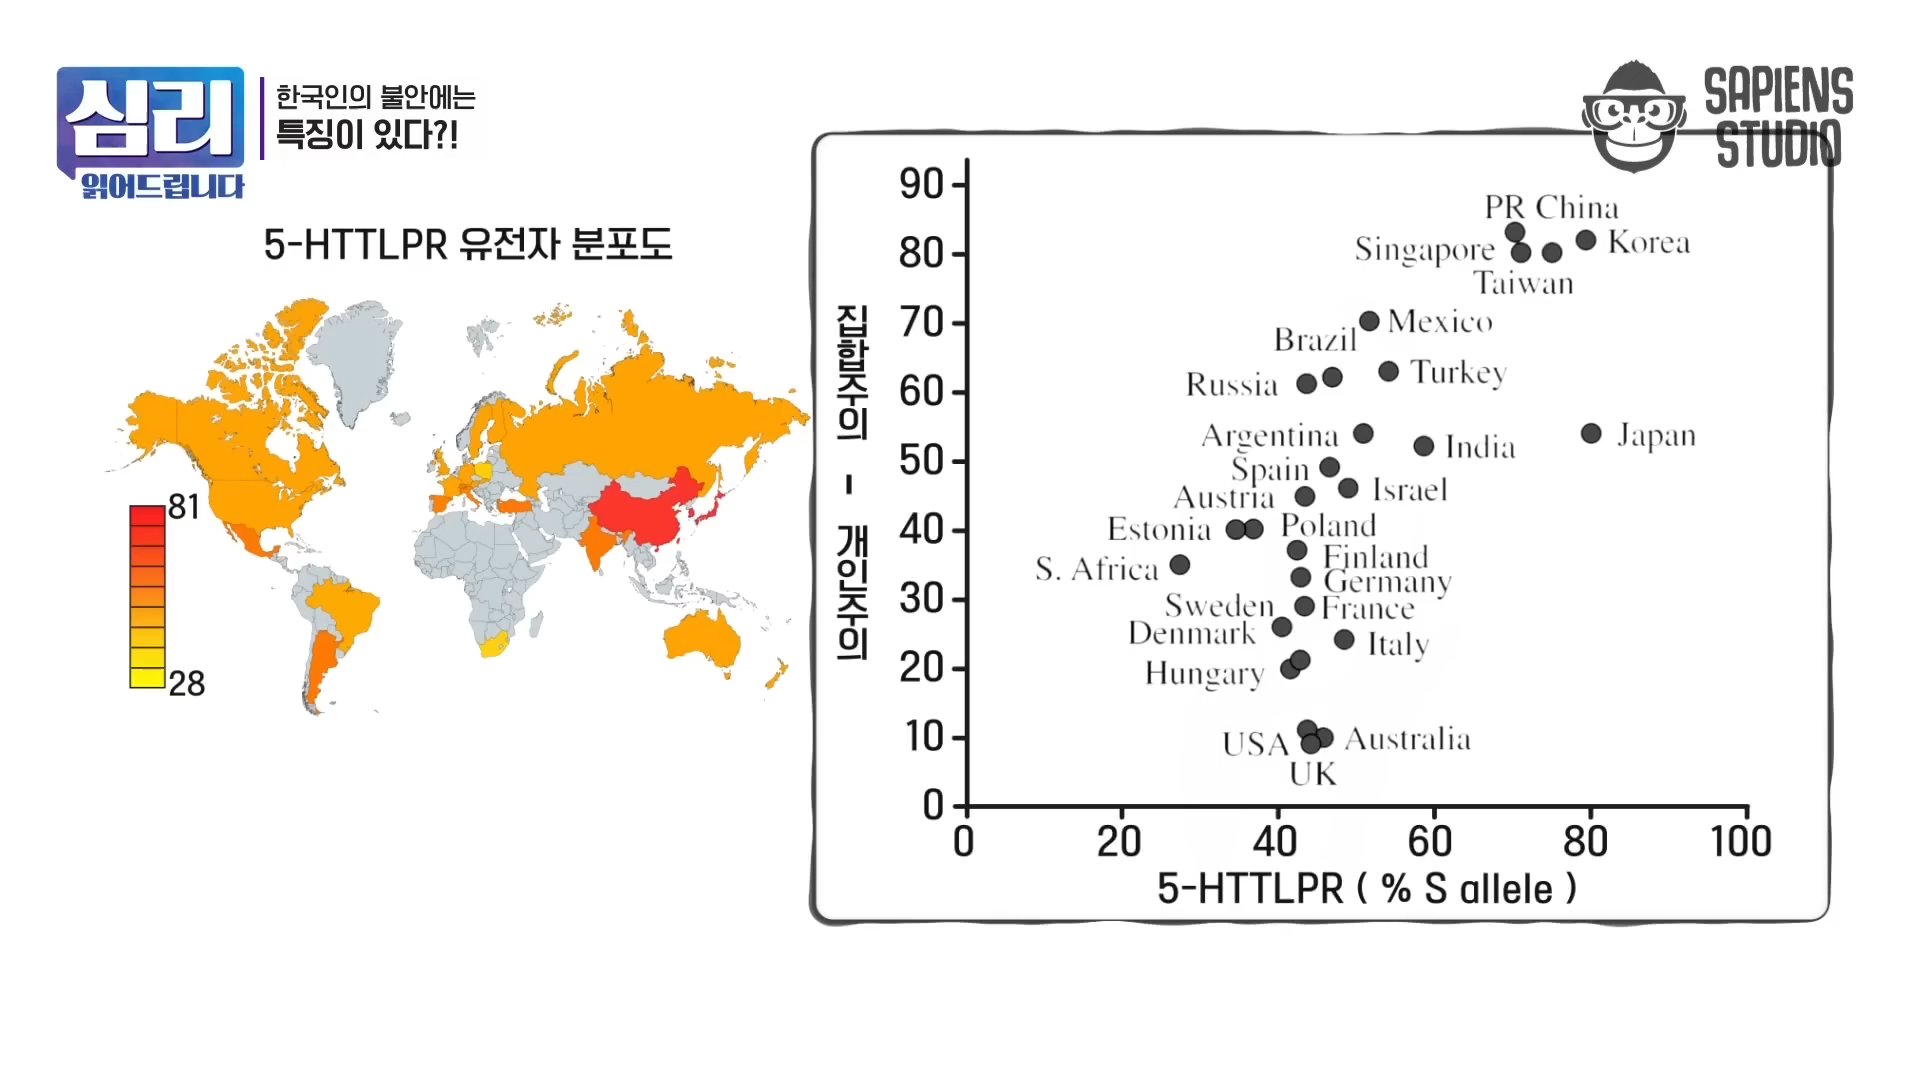 심리
읽어드립니다
한국인의 불안에는
특징이 있다?!
SAPIENS
STUDIO
5-HTTLPR 유전자 분포도
81
28
집합주의 - 개인주의
90
80
70
60
50
40
30
20
10
0
PR China
Singapore
Korea
Taiwan
Mexico
Brazil
Turkey
Russia
Argentina
India
Japan
Spain
Austria
Israel
Estonia
Poland
Finland
S. Africa
Germany
Sweden
France
Denmark
Italy
Hungary
USA
Australia
UK
0 20 40 60 80 100
5-HTTLPR ( % S allele )